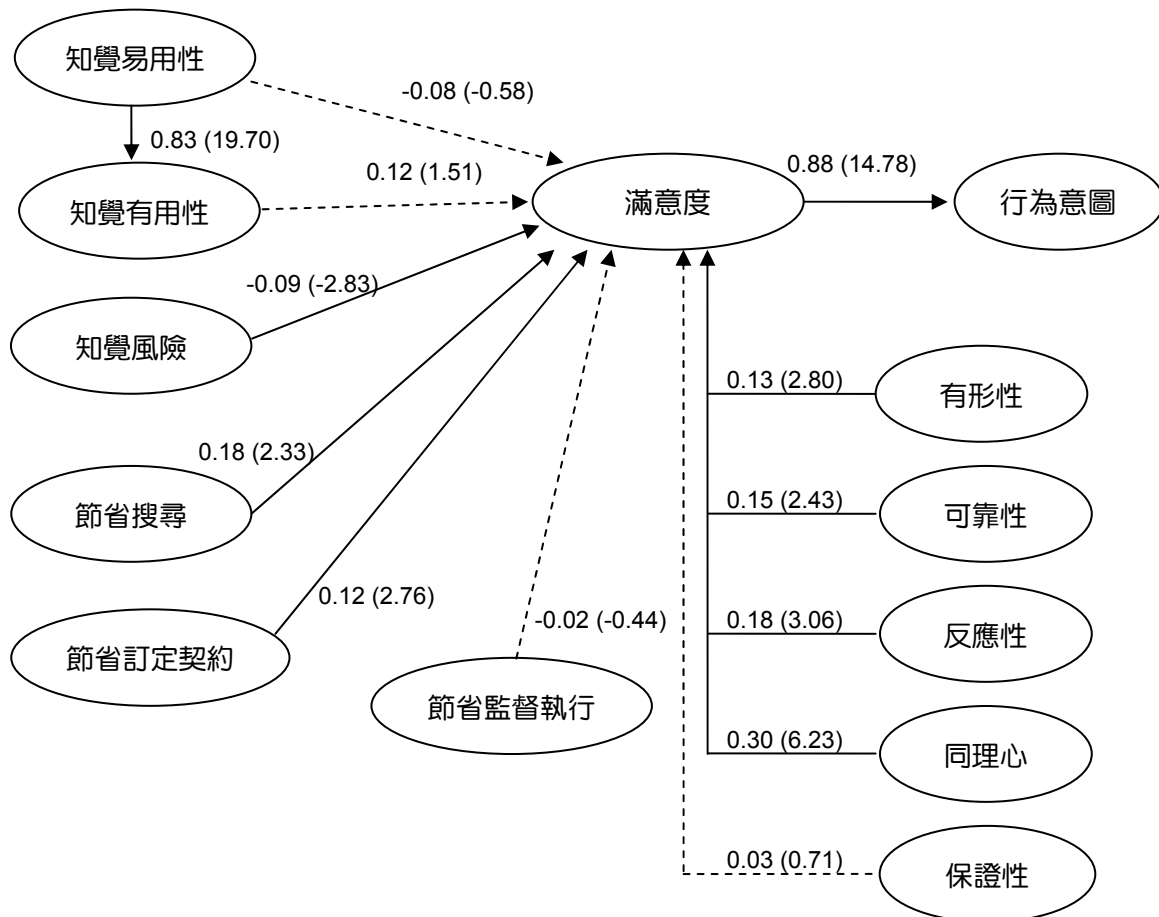 知覺易用性
-0.08 (-0.58)
0.83 (19.70)
知覺有用性
0.12 (1.51)
滿意度
0.88 (14.78)
行為意圖
-0.09 (-2.83)
知覺風險
0.13 (2.80)
有形性
0.18 (2.33)
節省搜尋
0.15 (2.43)
可靠性
0.12 (2.76)
節省訂定契約
-0.02 (-0.44)
0.18 (3.06)
反應性
節省監督執行
0.30 (6.23)
同理心
0.03 (0.71)
保證性